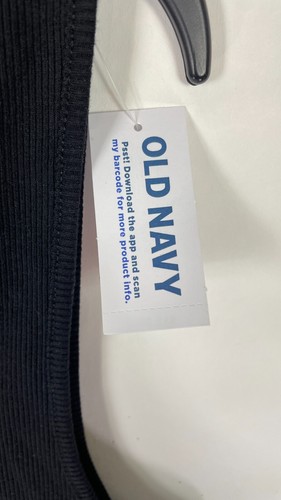 OLD NAVY
Psst! Download the app and scan
my barcode for more product info.